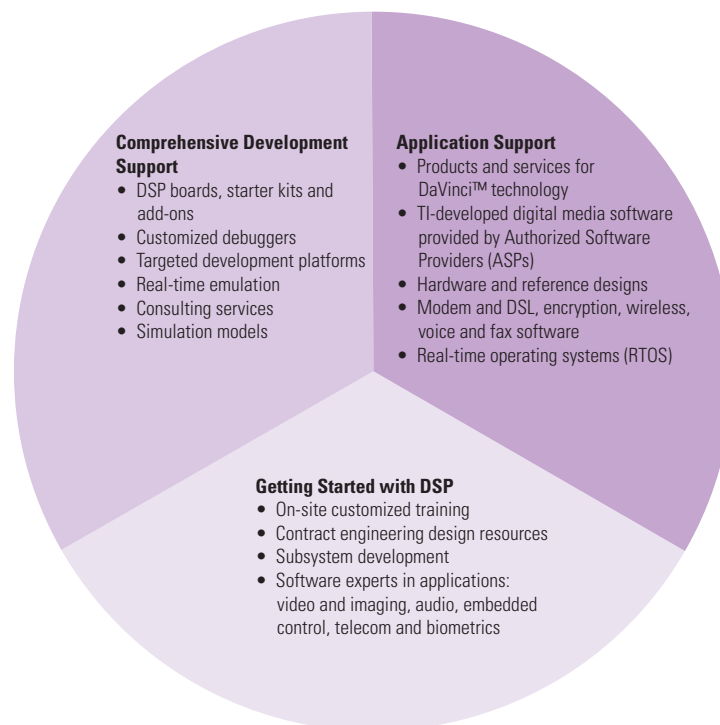 Comprehensive Development
Support
• DSP boards, starter kits and
add-ons
• Customized debuggers
• Targeted development platforms
• Real-time emulation
• Consulting services
• Simulation models
Application Support
• Products and services for
DaVinci™ technology
• TI-developed digital media software
provided by Authorized Software
Providers (ASPs)
• Hardware and reference designs
• Modem and DSL, encryption, wireless,
voice and fax software
• Real-time operating systems (RTOS)
Getting Started with DSP
• On-site customized training
• Contract engineering design resources
• Subsystem development
• Software experts in applications:
video and imaging, audio, embedded
control, telecom and biometrics